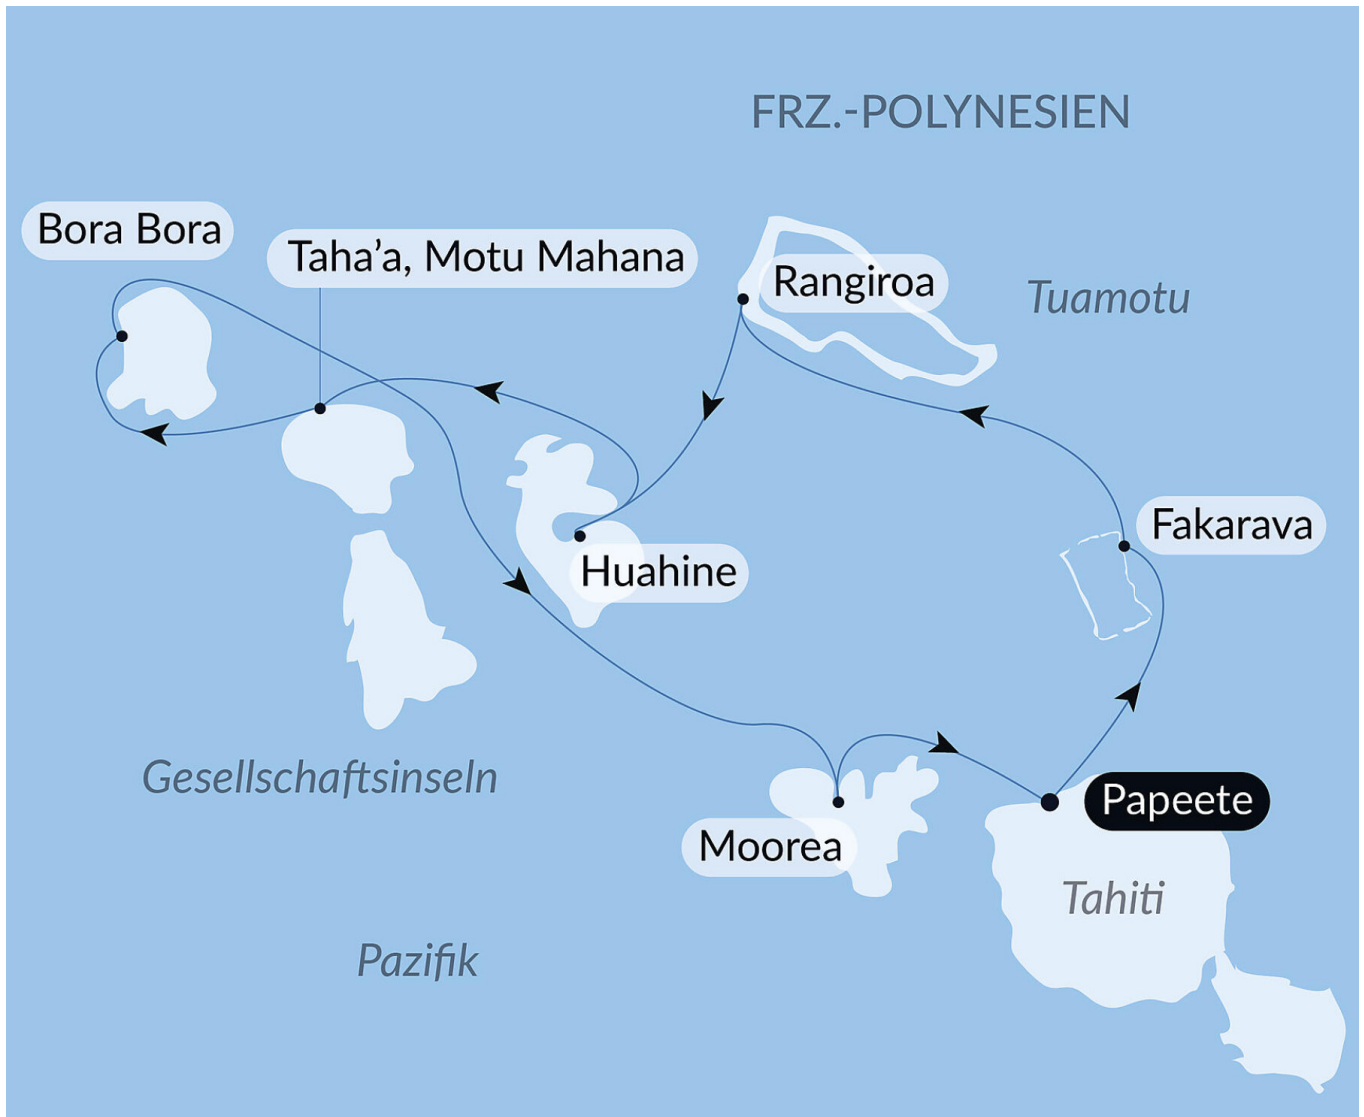 FRZ.-POLYNESIEN
Bora Bora
Taha’a, Motu Mahana
Rangiroa
Tuamotu
Fakarava
Huahine
Gesellschaftsinseln
Papeete
Moorea
Tahiti
Pazifik